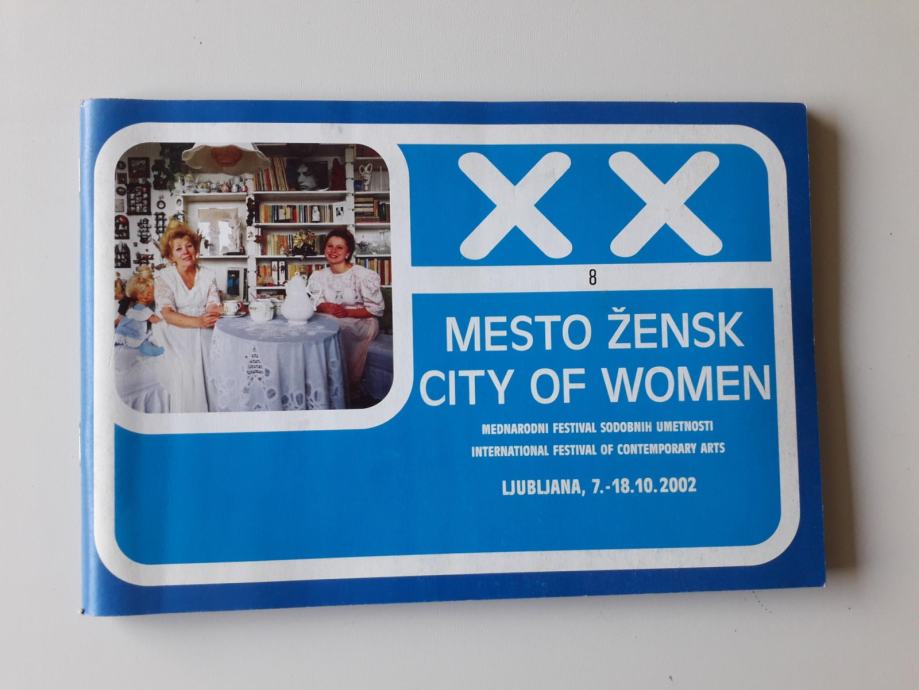 XX
8
MESTO ŽENSK
CITY OF WOMEN
MEDNARODNI FESTIVAL SODOBNIH UMETNOSTI
INTERNATIONAL FESTIVAL OF CONTEMPORARY ARTS
LJUBLJANA, 7.-18.10.2002